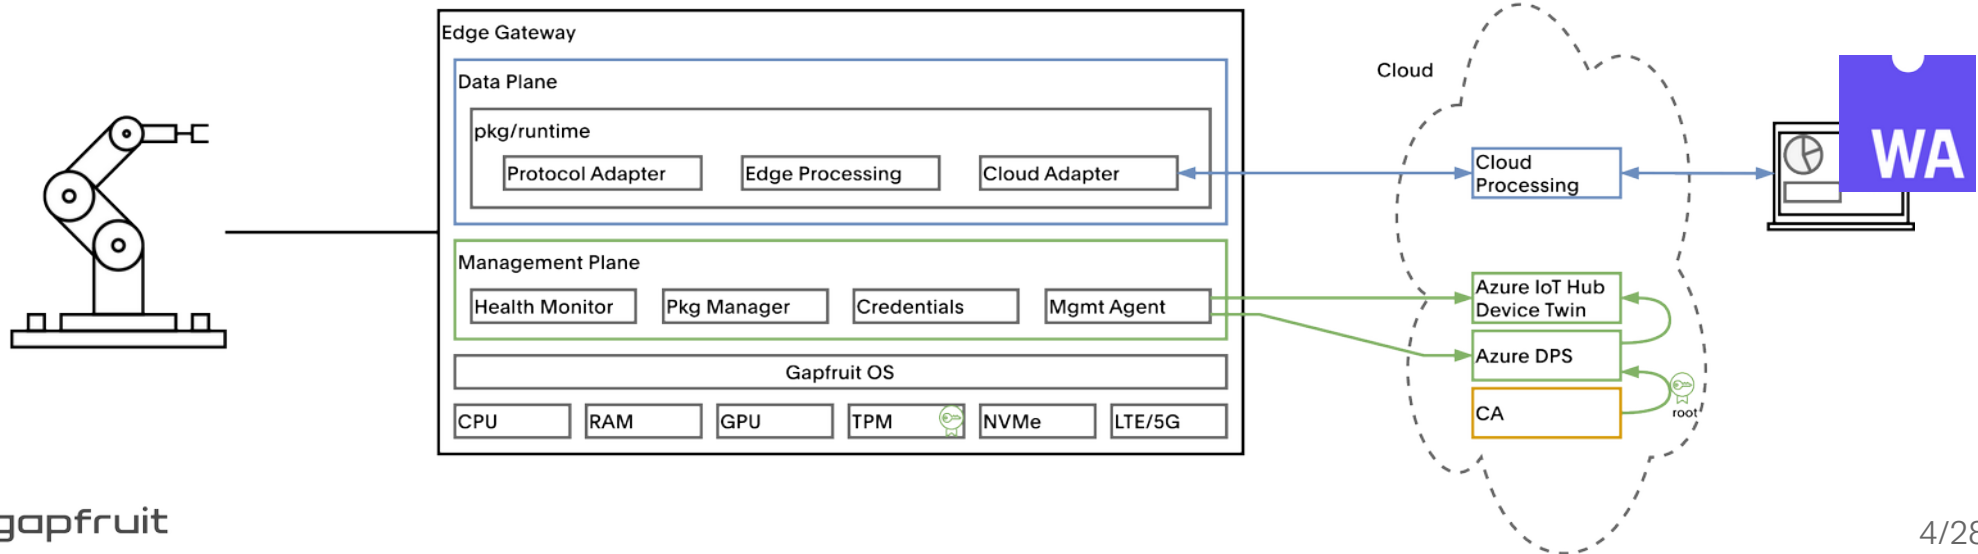 Edge Gateway
Data Plane
pkg/runtime
Protocol Adapter
Edge Processing
Cloud Adapter
Management Plane
Health Monitor
Pkg Manager
Credentials
Mgmt Agent
Gapfruit OS
CPU
RAM
GPU
TPM
NVMe
LTE/5G
Cloud
Cloud
Processing
Azure IoT Hub
Device Twin
Azure DPS
CA
root
WA
gapfruit
4/28